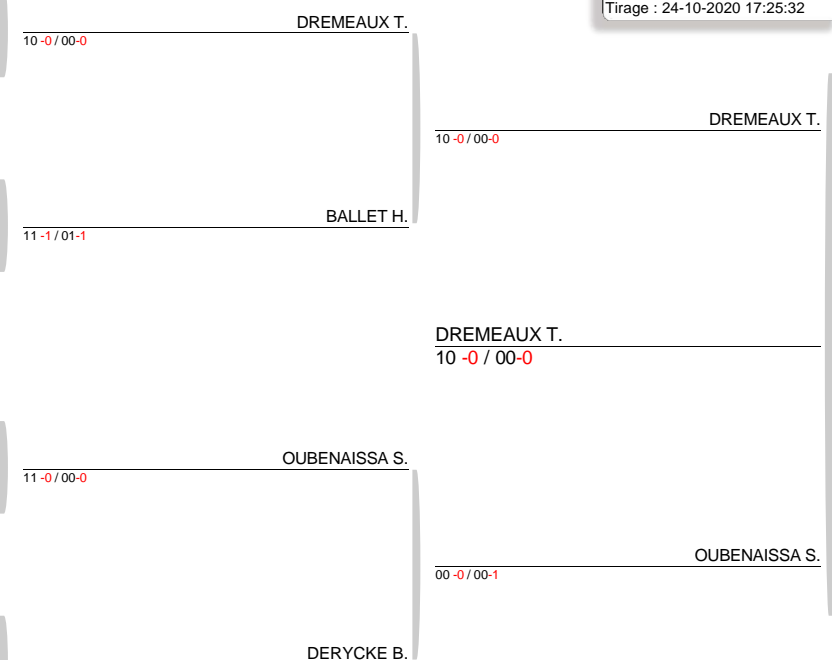 Tirage : 24-10-2020 17:25:32
DREMEAUX T.
10 -0 / 00-0
DREMEAUX T.
10 -0 / 00-0
BALLET H.
11 -1 / 01-1
DREMEAUX T.
10 -0 / 00-0
OUBENAISSA S.
11 -0 / 00-0
OUBENAISSA S.
00 -0 / 00-1
DERYCKE B.